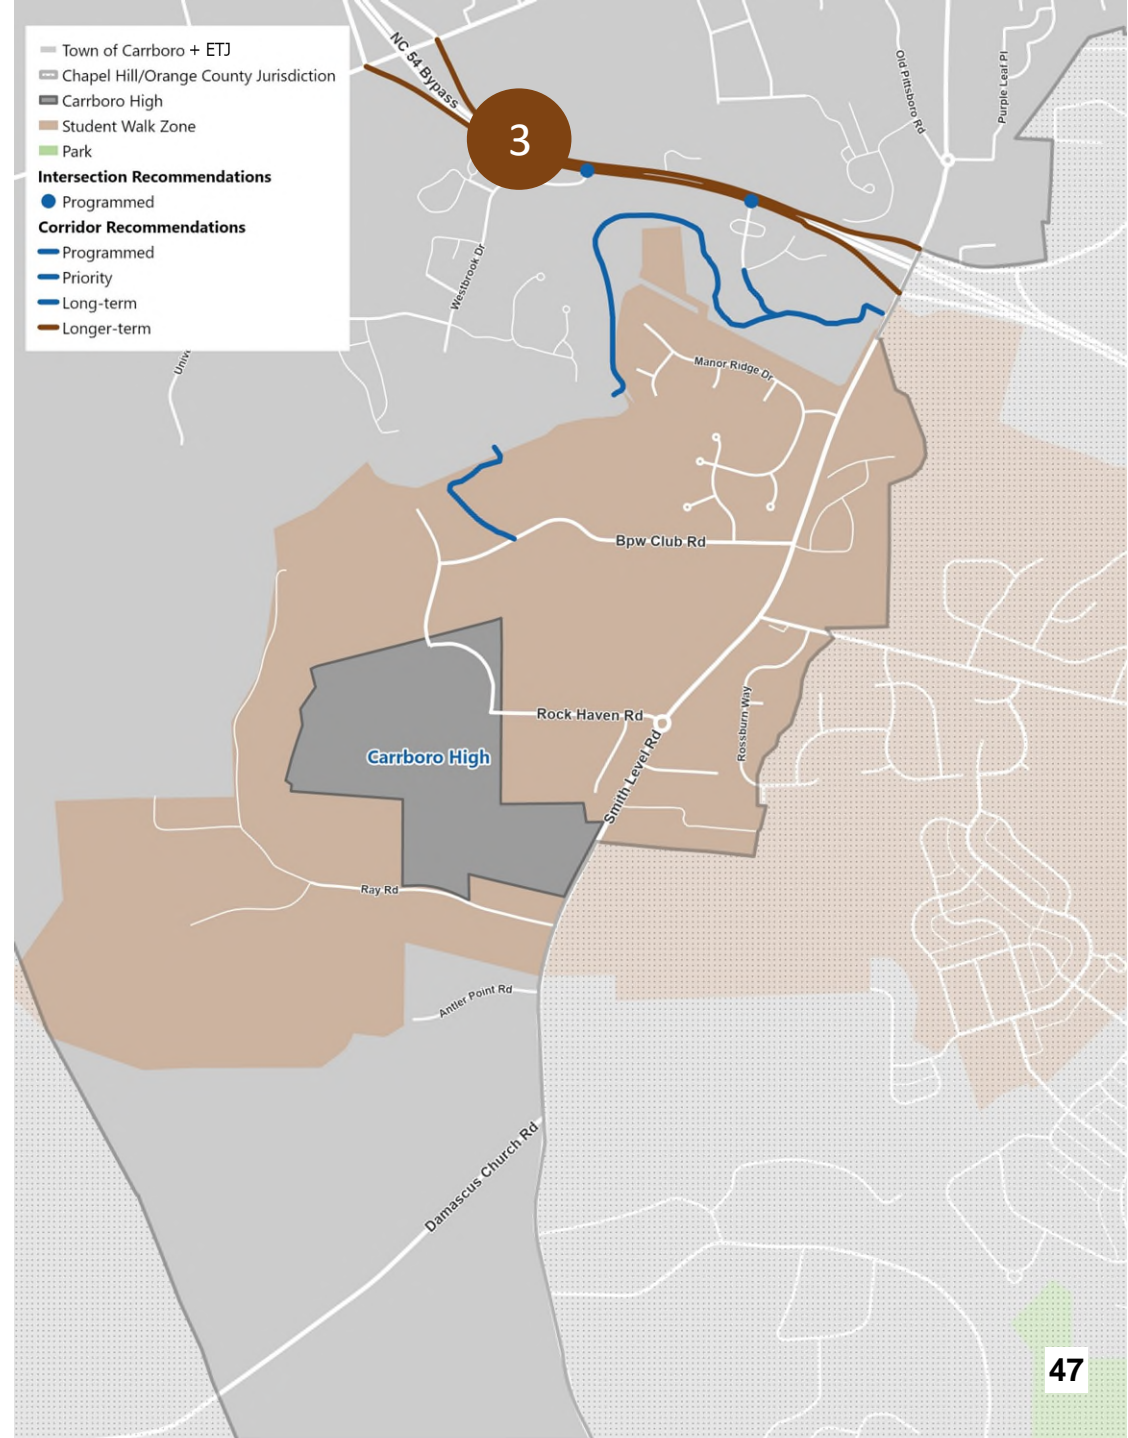 Town of Carrboro + ETJ
Chapel Hill/Orange County Jurisdiction
Carrboro High
Student Walk Zone
Park
Intersection Recommendations
Programmed
Corridor Recommendations
Programmed
Priority
Long-term
Longer-term
NC 54 Bypass
3
Old Pittsboro Rd
Purple Leaf Pl
Westbrook Dr
Manor Ridge Dr
Bpw Club Rd
Rock Haven Rd
Rossburn Way
Carrboro High
Smith Level Rd
Ray Rd
Antler Point Rd
Damascus Church Rd
47